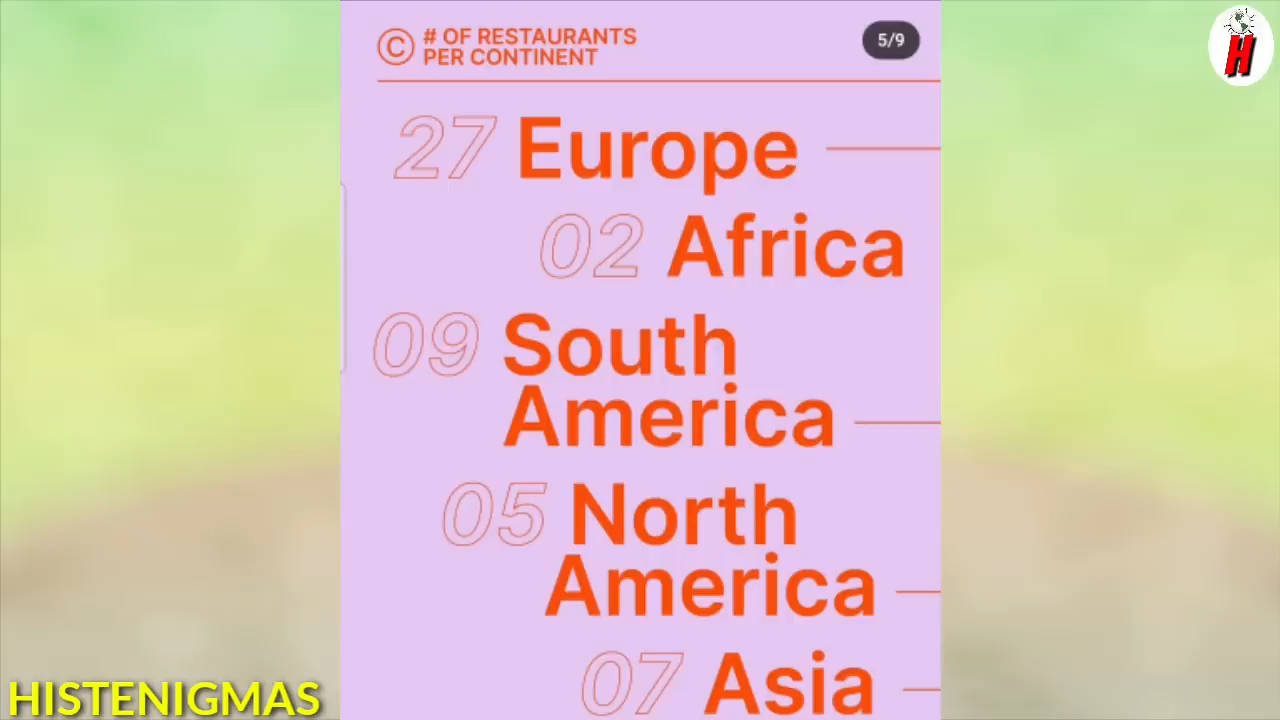 © # OF RESTAURANTS
PER CONTINENT
5/9
H
27 Europe
02 Africa
09 South
America
05 North
America
07 Asia
HISTENIGMAS